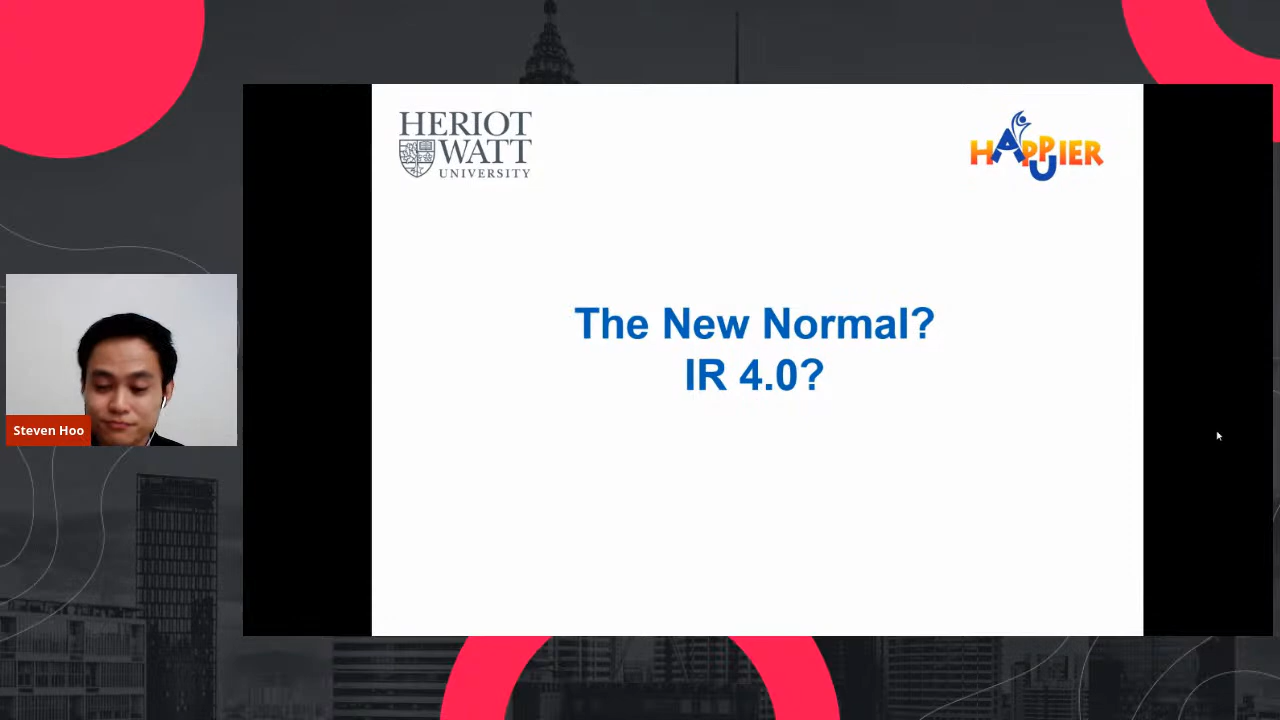 HERIOT
WATT
UNIVERSITY
HAPPIER
U
The New Normal?
IR 4.0?
Steven Hoo